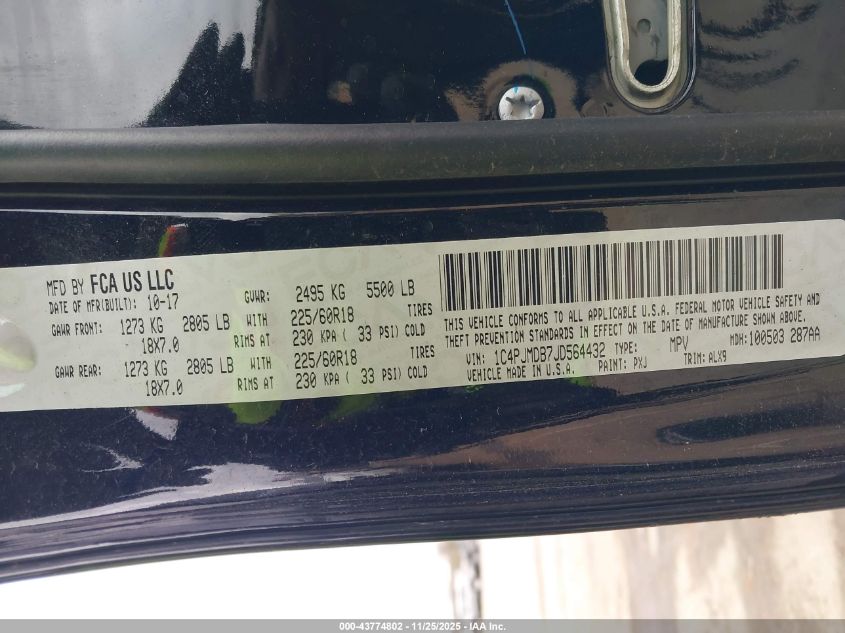 MFD BY FCA US LLC
DATE OF MFR(BUILT): 10-17 GVWR: 2495 KG 5500 LB
GAWR FRONT: 1273 KG 2805 LB WITH 225/60R18 TIRES
18X7.0 RIMS AT 230 KPA ( 33 PSI) COLD
GAWR REAR: 1273 KG 2805 LB WITH 225/60R18 TIRES
18X7.0 RIMS AT 230 KPA ( 33 PSI) COLD
THIS VEHICLE CONFORMS TO ALL APPLICABLE U.S.A. FEDERAL MOTOR VEHICLE SAFETY AND
THEFT PREVENTION STANDARDS IN EFFECT ON THE DATE OF MANUFACTURE SHOWN ABOVE.
VIN: 1C4PJMDB7JD564432 TYPE: MPV MDH: 100503 287AA
VEHICLE MADE IN U.S.A. PAINT: PXJ TRIM: ALX9
000-43774802 - 11/25/2025 - IAA